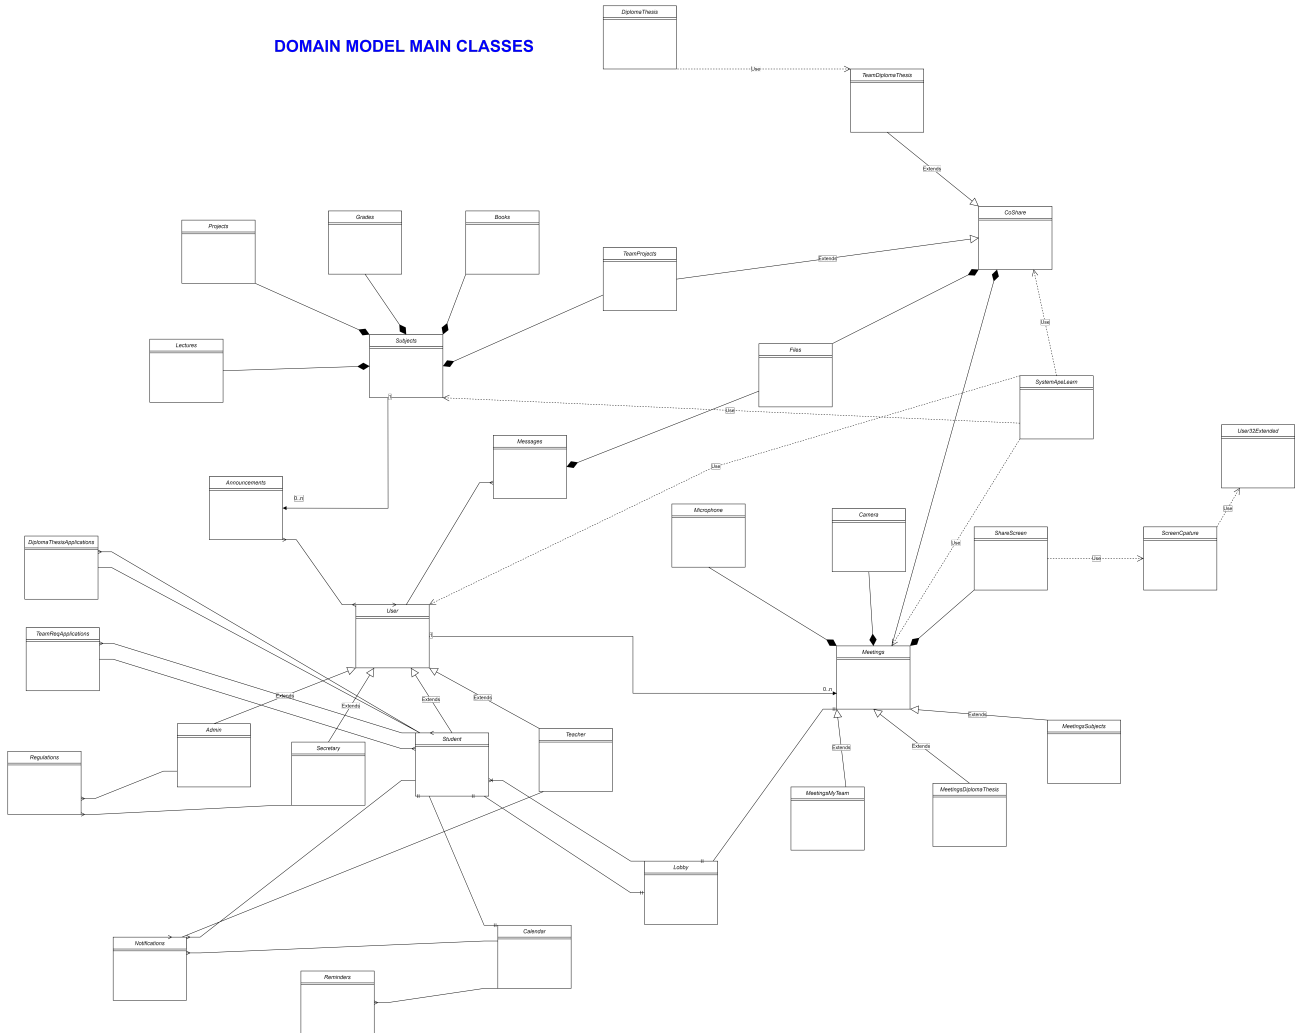 DiplomaThesis
DOMAIN MODEL MAIN CLASSES
Use
TeamDiplomaThesis
Extends
CoShare
Grades
Books
Projects
TeamProjects
Extends
Use
Subjects
Lectures
Files
SystemApeLearn
1
Use
User32Extended
Messages
Use
Announcements
0..n
Microphone
Camera
Use
ShareScreen
ScreenCpature
DiplomaThesisApplications
Use
Use
User
TeamReqApplications
1
Meetings
0..n
Extends
Extends
Extends
Extends
Extends
MeetingsSubjects
Admin
Secretary
Student
Teacher
Extends
Extends
Regulations
MeetingsMyTeam
MeetingsDiplomaThesis
Lobby
Calendar
Notifications
Reminders